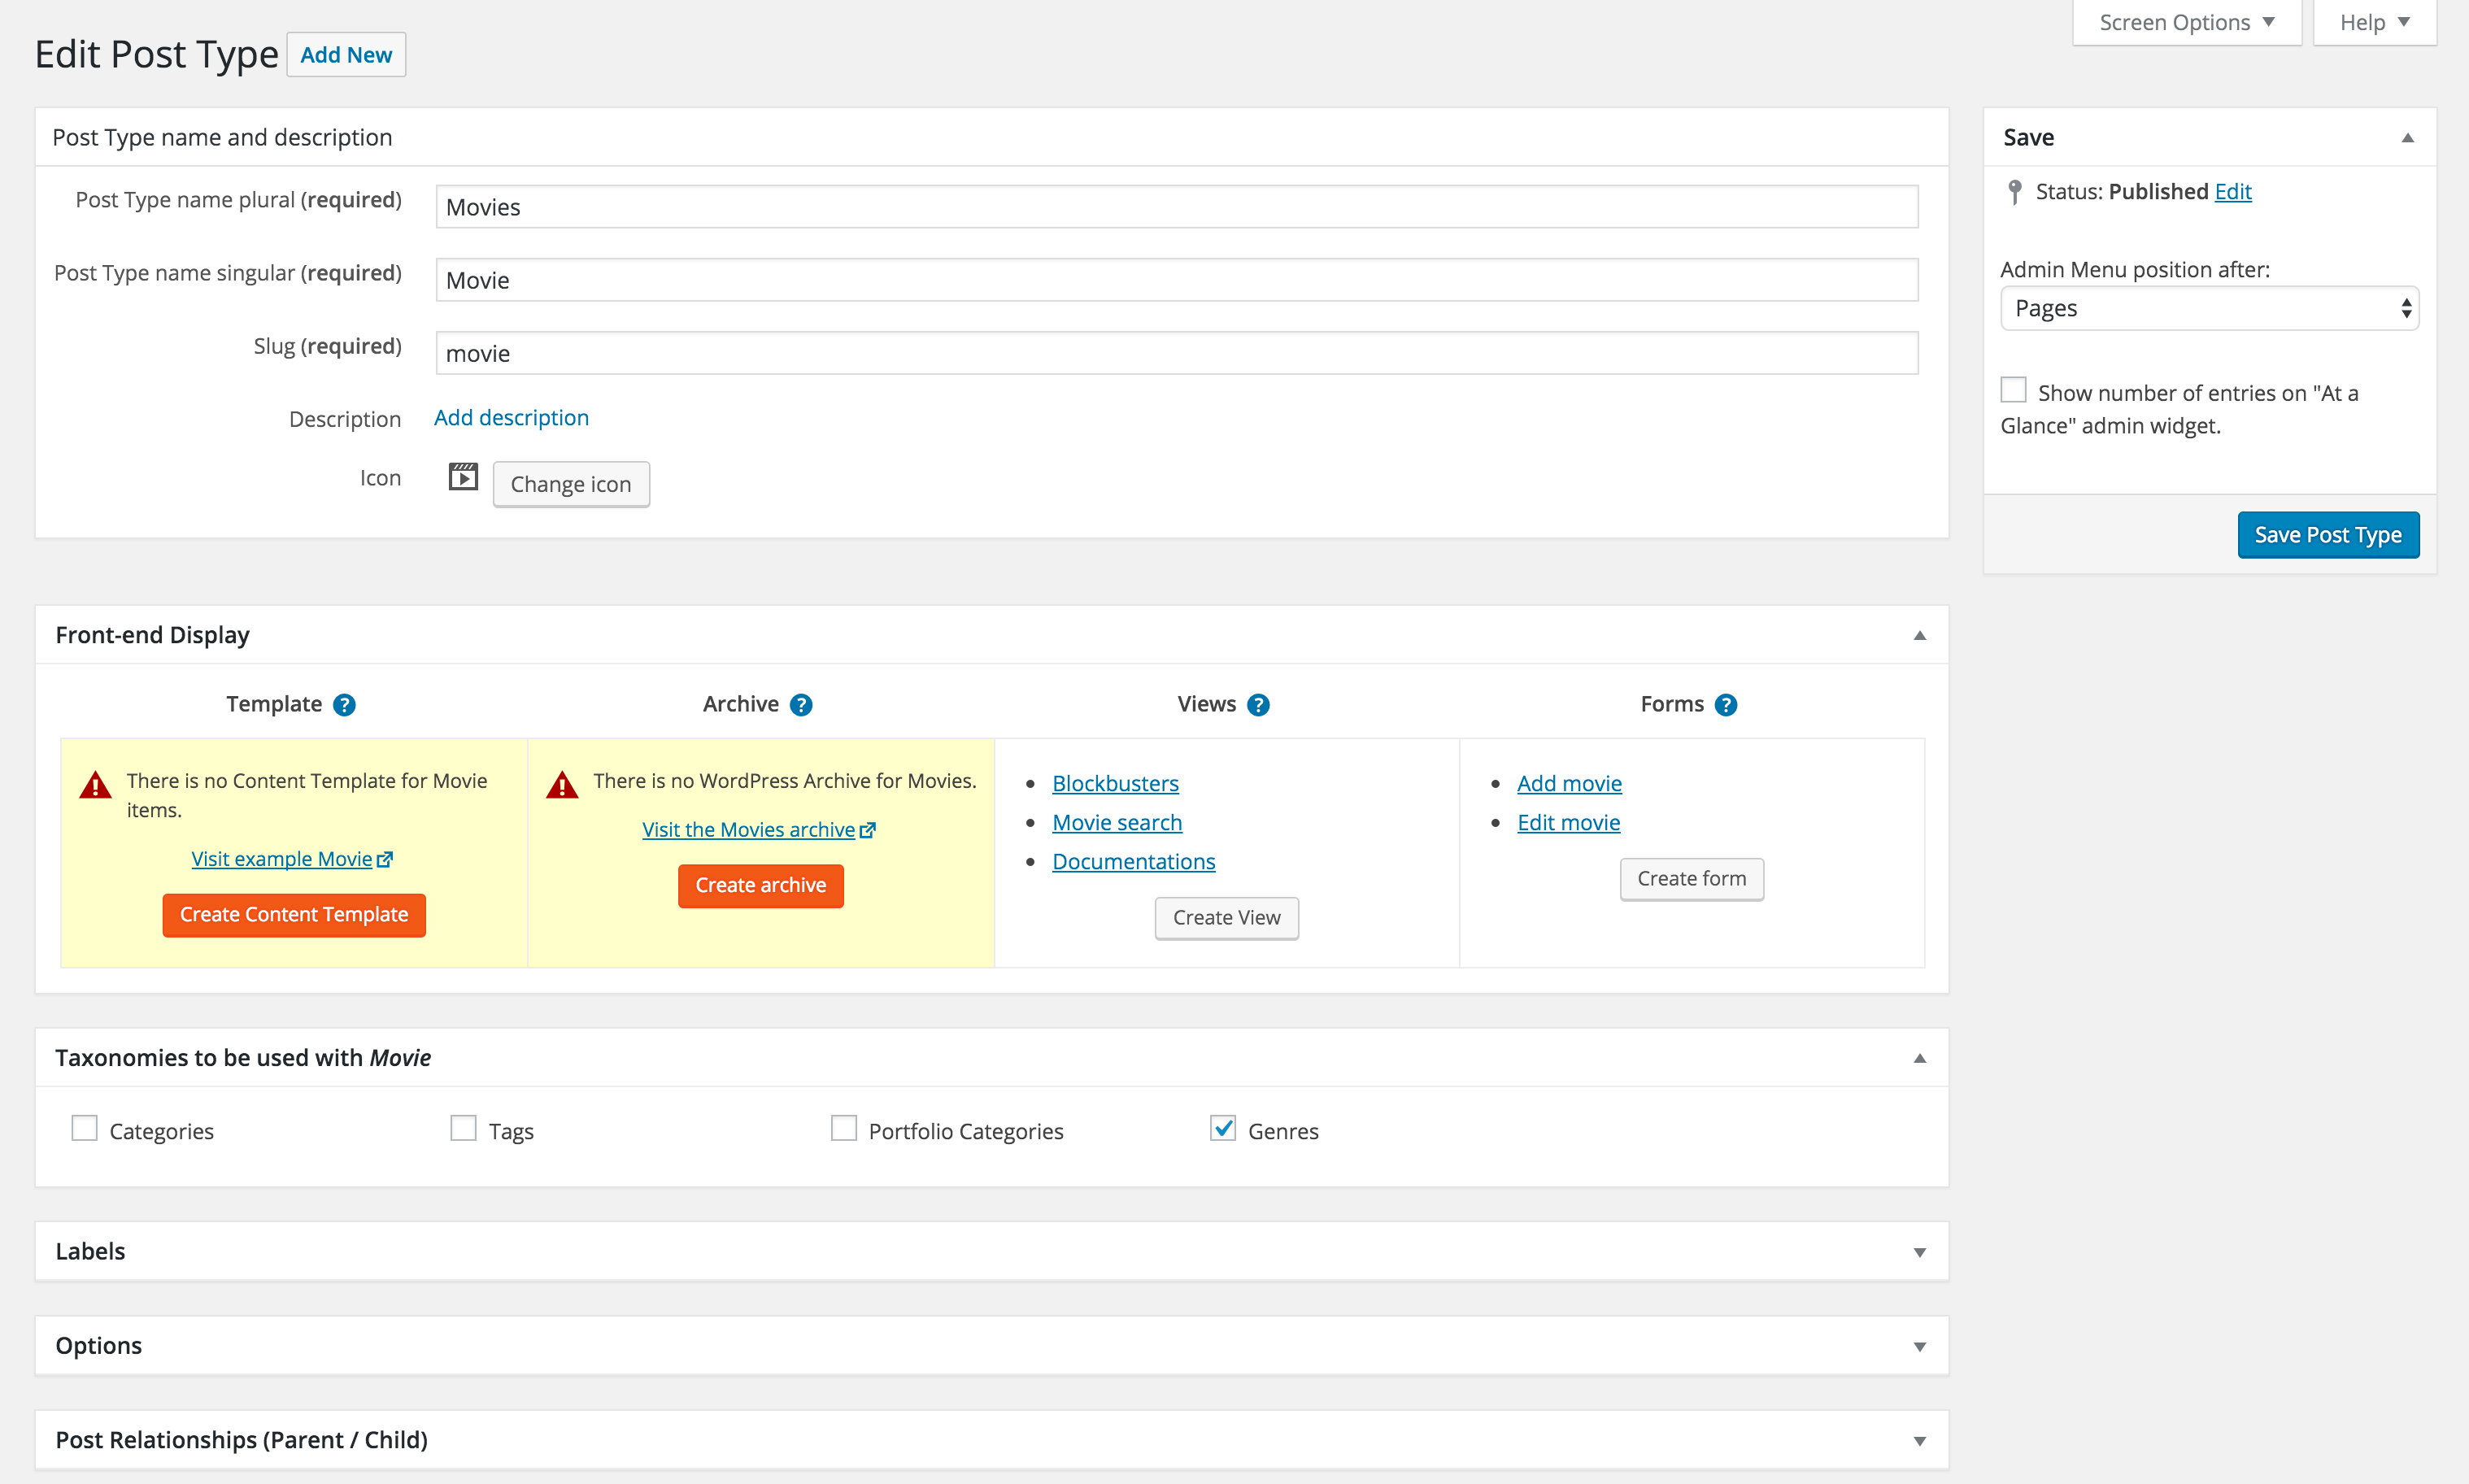 Screen Options
Help
Edit Post Type
Add New
Post Type name and description
Post Type name plural (required)
Movies
Post Type name singular (required)
Movie
Slug (required)
movie
Description
Add description
Icon
Change icon
Save
Status: Published Edit
Admin Menu position after:
Pages
Show number of entries on "At a
Glance" admin widget.
Save Post Type
Front-end Display
Template ?
Archive ?
Views ?
Forms ?
There is no Content Template for Movie
items.
Visit example Movie
Create Content Template
There is no WordPress Archive for Movies.
Visit the Movies archive
Create archive
Blockbusters
Movie search
Documentations
Create View
Add movie
Edit movie
Create form
Taxonomies to be used with Movie
Categories
Tags
Portfolio Categories
Genres
Labels
Options
Post Relationships (Parent / Child)